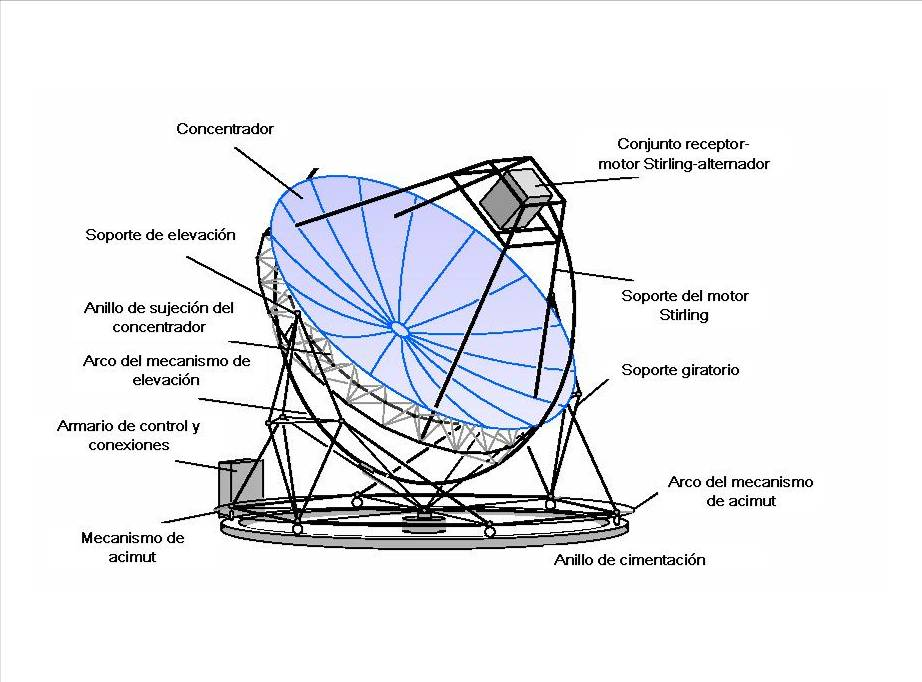 Concentrador
Conjunto receptor-
motor Stirling-alternador
Soporte de elevación
Anillo de sujeción del
concentrador
Soporte del motor
Stirling
Arco del mecanismo de
elevación
Soporte giratorio
Armario de control y
conexiones
Arco del mecanismo
de acimut
Mecanismo de
acimut
Anillo de cimentación